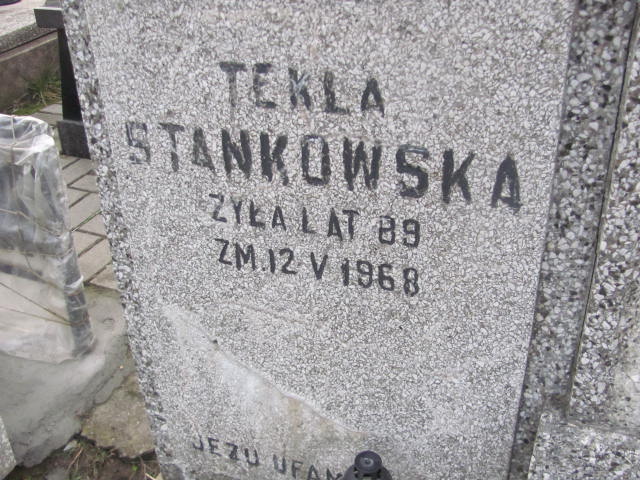 TEKLA
STANKOWSKA
ŻYŁA LAT 89
ZM. 12 V 1968
JEZU UFAM